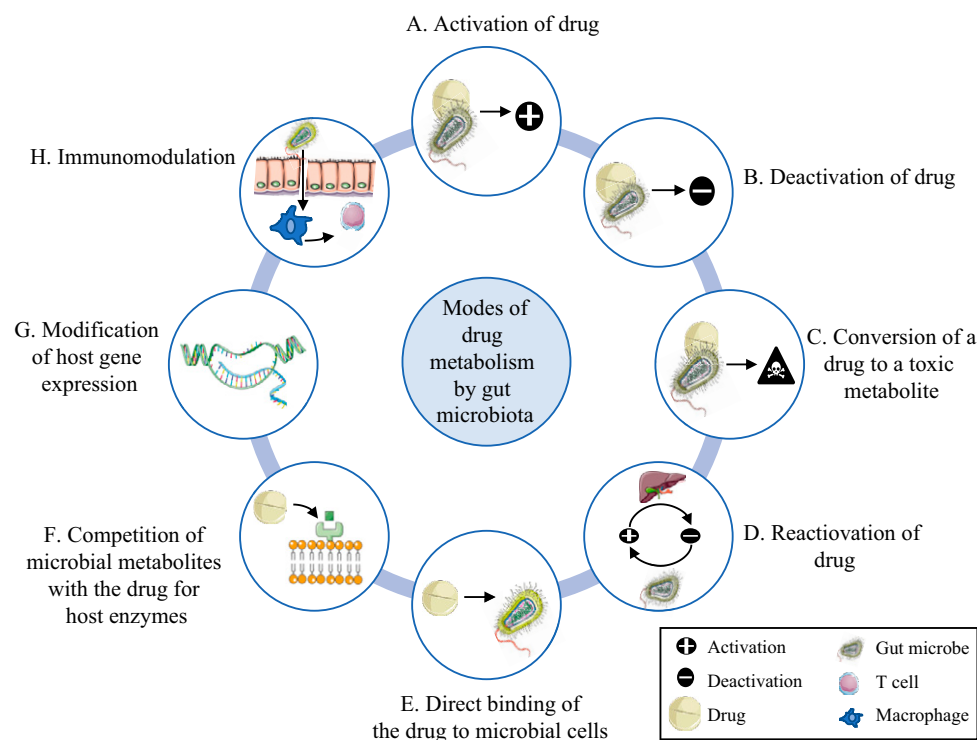 A. Activation of drug
B. Deactivation of drug
C. Conversion of a
drug to a toxic
metabolite
D. Reactiovation of
drug
E. Direct binding of
the drug to microbial cells
F. Competition of
microbial metabolites
with the drug for
host enzymes
G. Modification
of host gene
expression
H. Immunomodulation
Modes of
drug
metabolism
by gut
microbiota
Activation
Deactivation
Drug
Gut microbe
T cell
Macrophage